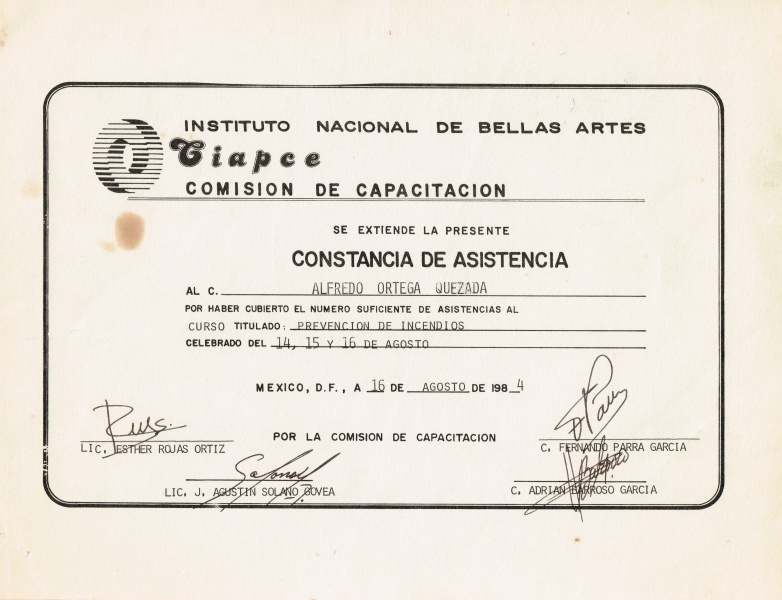 INSTITUTO NACIONAL DE BELLAS ARTES
Ciapce
COMISION DE CAPACITACION
SE EXTIENDE LA PRESENTE
CONSTANCIA DE ASISTENCIA
AL C. ALFREDO ORTEGA QUEZADA
POR HABER CUBIERTO EL NUMERO SUFICIENTE DE ASISTENCIAS AL
CURSO TITULADO: PREVENCION DE INCENDIOS
CELEBRADO DEL 14, 15 Y 16 DE AGOSTO
MEXICO, D.F., A 16 DE AGOSTO DE 1984
LIC. ESTHER ROJAS ORTIZ
POR LA COMISION DE CAPACITACION
C. FERNANDO PARRA GARCIA
LIC. J. AGUSTIN SOLANO GOVEA
C. ADRIAN BARROSO GARCIA